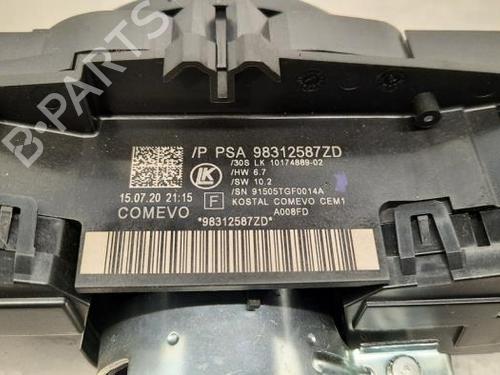 B-PARTS
/P PSA 98312587ZD
/30S LK 10174889-02
/HW 6.7
/SW 10.2
/SN 91505TGF0014A
LK
15.07.20 21:15
F
KOSTAL COMEVO CEM1
COMEVO
A008FD
*98312587ZD*